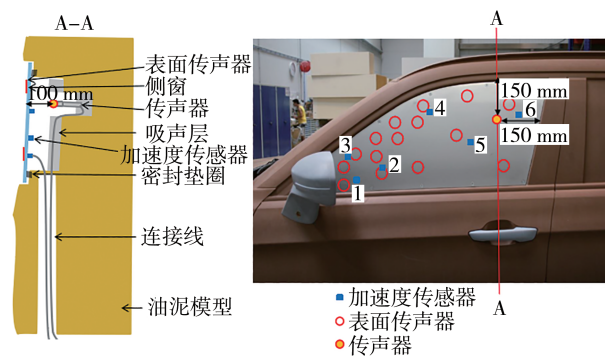 A-A
表面传声器
侧窗
100 mm
传声器
吸声层
加速度传感器
密封垫圈
连接线
油泥模型
A
150 mm
150 mm
1
2
3
4
5
6
A
加速度传感器
表面传声器
传声器